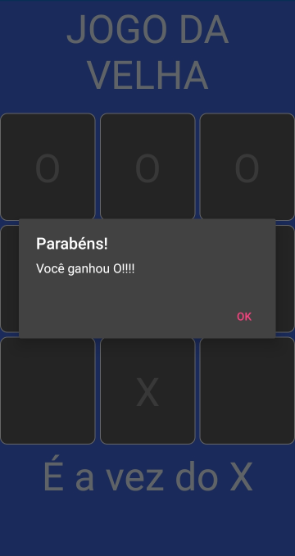 JOGO DA
VELHA
O O O
Parabéns!
Você ganhou O!!!!
OK
X
É a vez do X